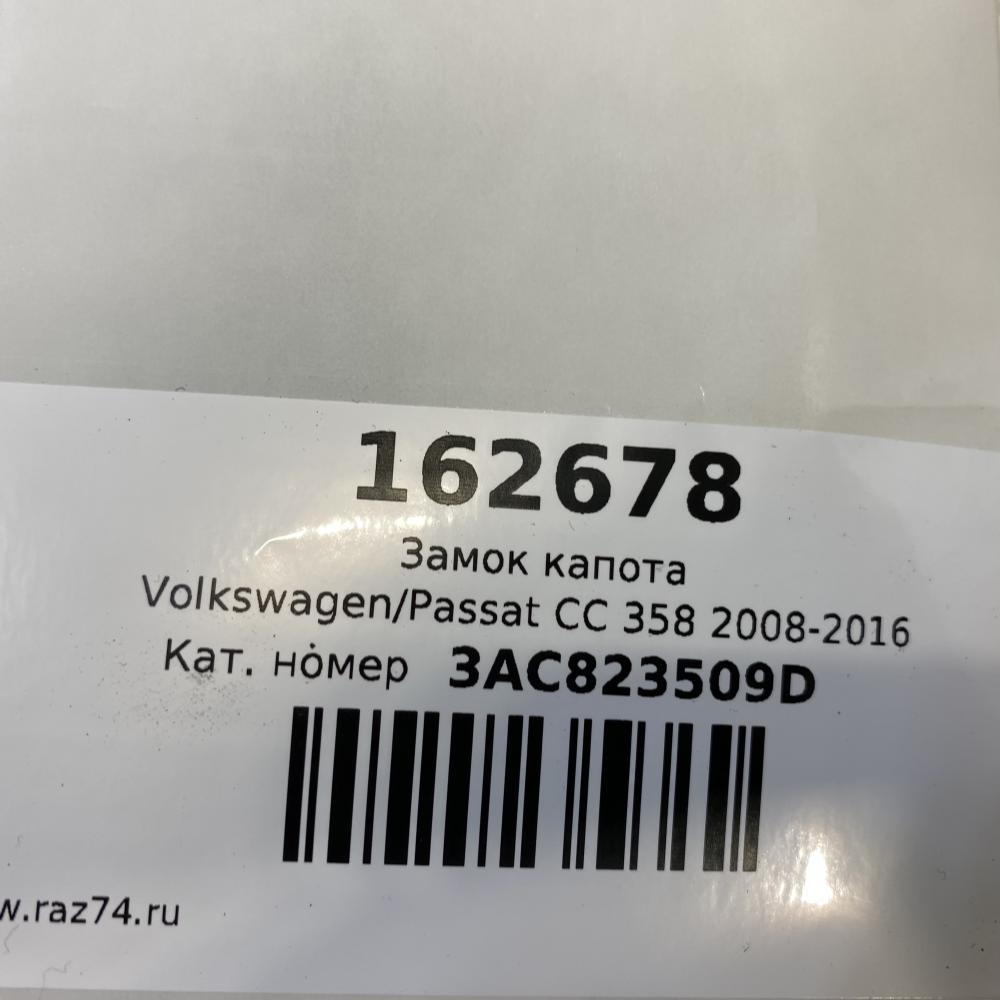 162678
Замок капота
Volkswagen/Passat CC 358 2008-2016
Кат. номер 3AC823509D
w.raz74.ru